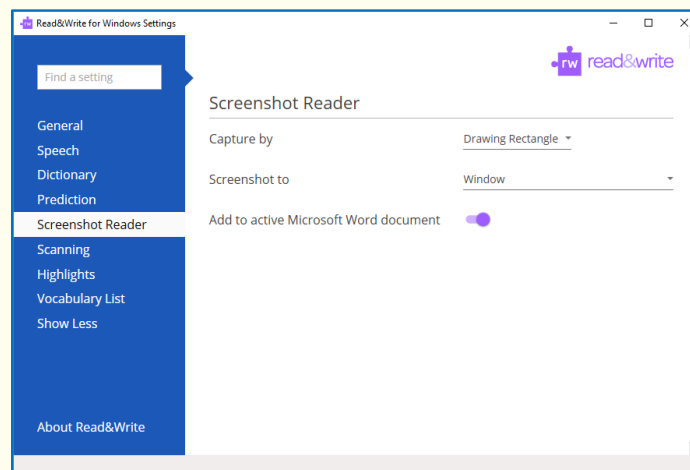 Read&Write for Windows Settings
rw read&write
Find a setting
General
Speech
Dictionary
Prediction
Screenshot Reader
Scanning
Highlights
Vocabulary List
Show Less
About Read&Write
Screenshot Reader
Capture by Drawing Rectangle
Screenshot to Window
Add to active Microsoft Word document